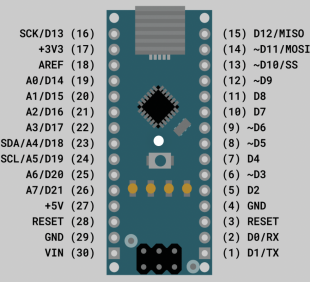 SCK/D13 (16)
+3V3 (17)
AREF (18)
A0/D14 (19)
A1/D15 (20)
A2/D16 (21)
A3/D17 (22)
SDA/A4/D18 (23)
SCL/A5/D19 (24)
A6/D20 (25)
A7/D21 (26)
+5V (27)
RESET (28)
GND (29)
VIN (30)
(15) D12/MISO
(14) ~D11/MOSI
(13) ~D10/SS
(12) ~D9
(11) D8
(10) D7
(9) ~D6
(8) ~D5
(7) D4
(6) ~D3
(5) D2
(4) GND
(3) RESET
(2) D0/RX
(1) D1/TX